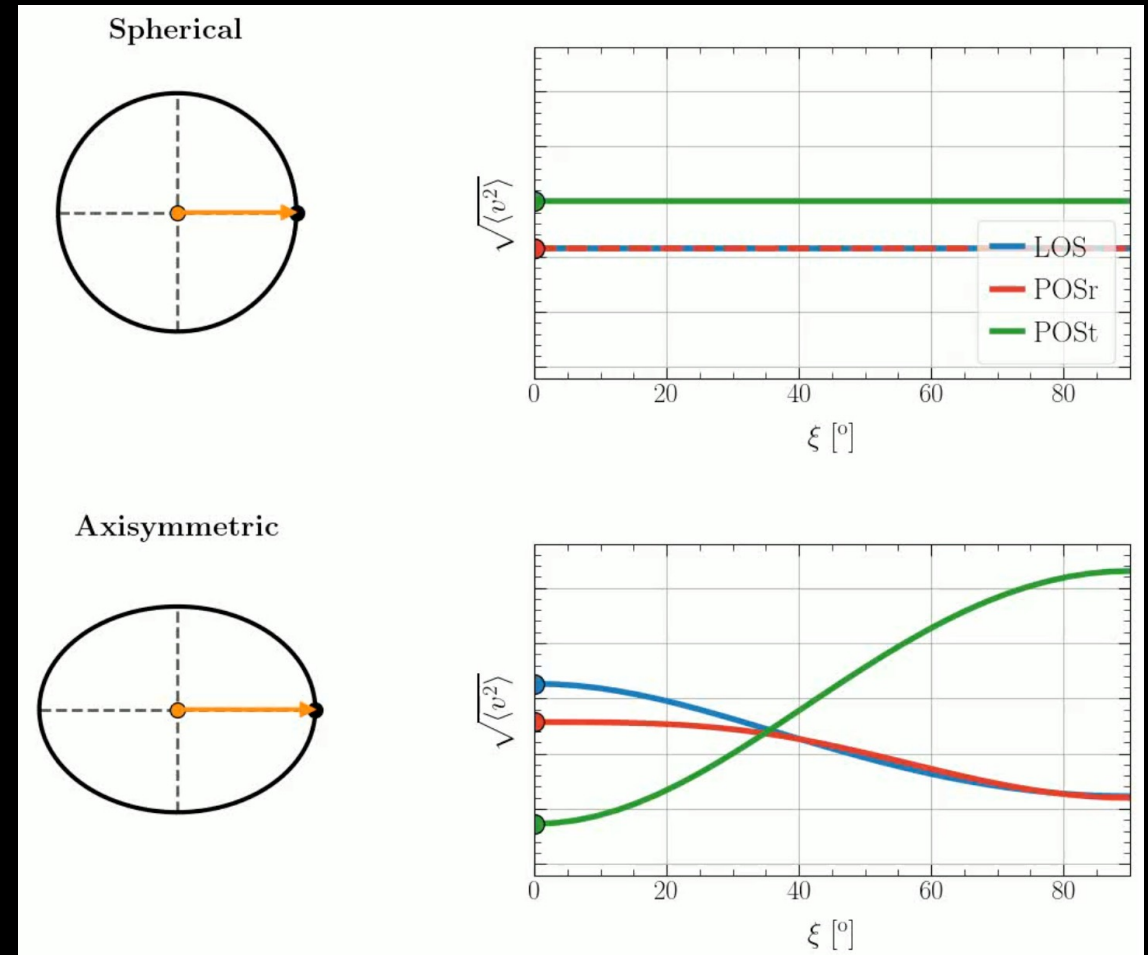 Spherical
√⟨v²⟩
LOS
POSr
POSt
0 20 40 60 80
ξ [°]
Axisymmetric
√⟨v²⟩
0 20 40 60 80
ξ [°]